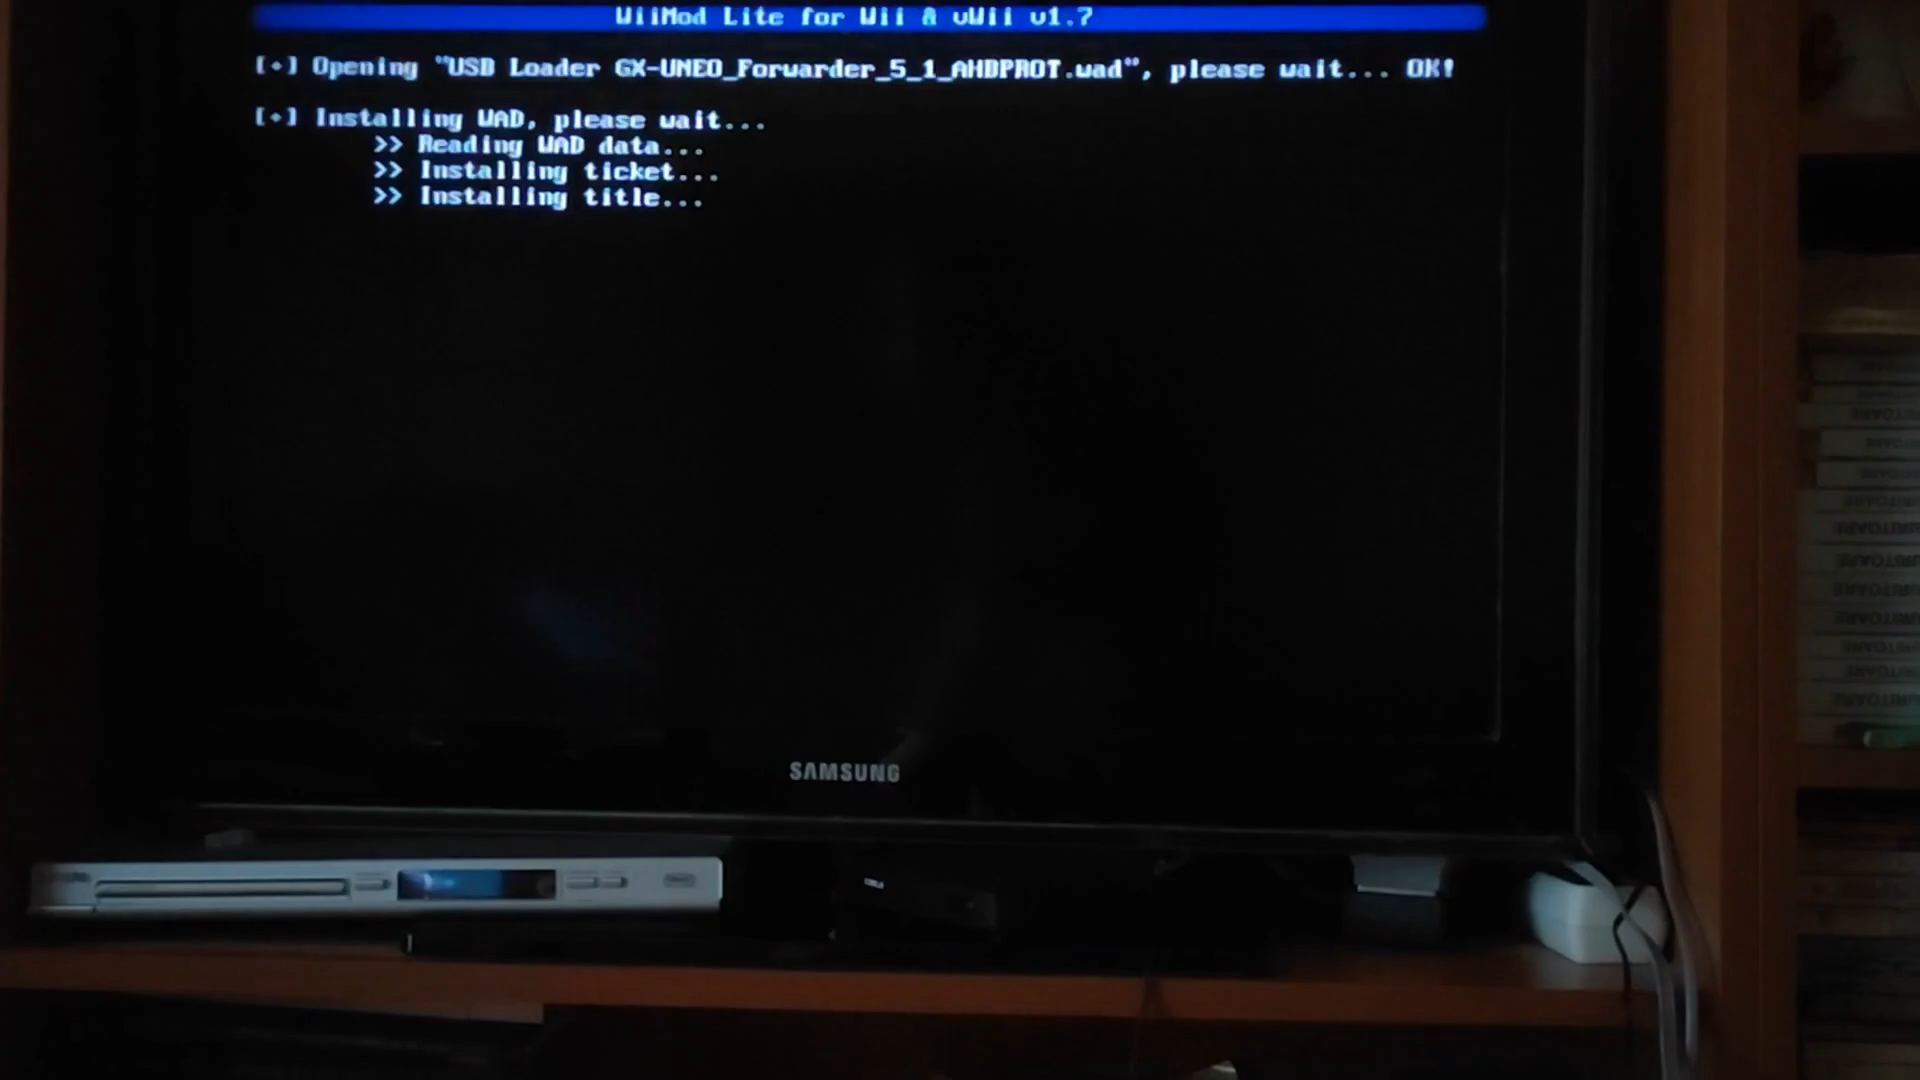 WiiMod Lite for Wii & vWii v1.7
[+] Opening "USB Loader GX-UNEO_Forwarder_5_1_AHBPROT.wad", please wait... OK!
[+] Installing WAD, please wait...
>> Reading WAD data...
>> Installing ticket...
>> Installing title...
SAMSUNG